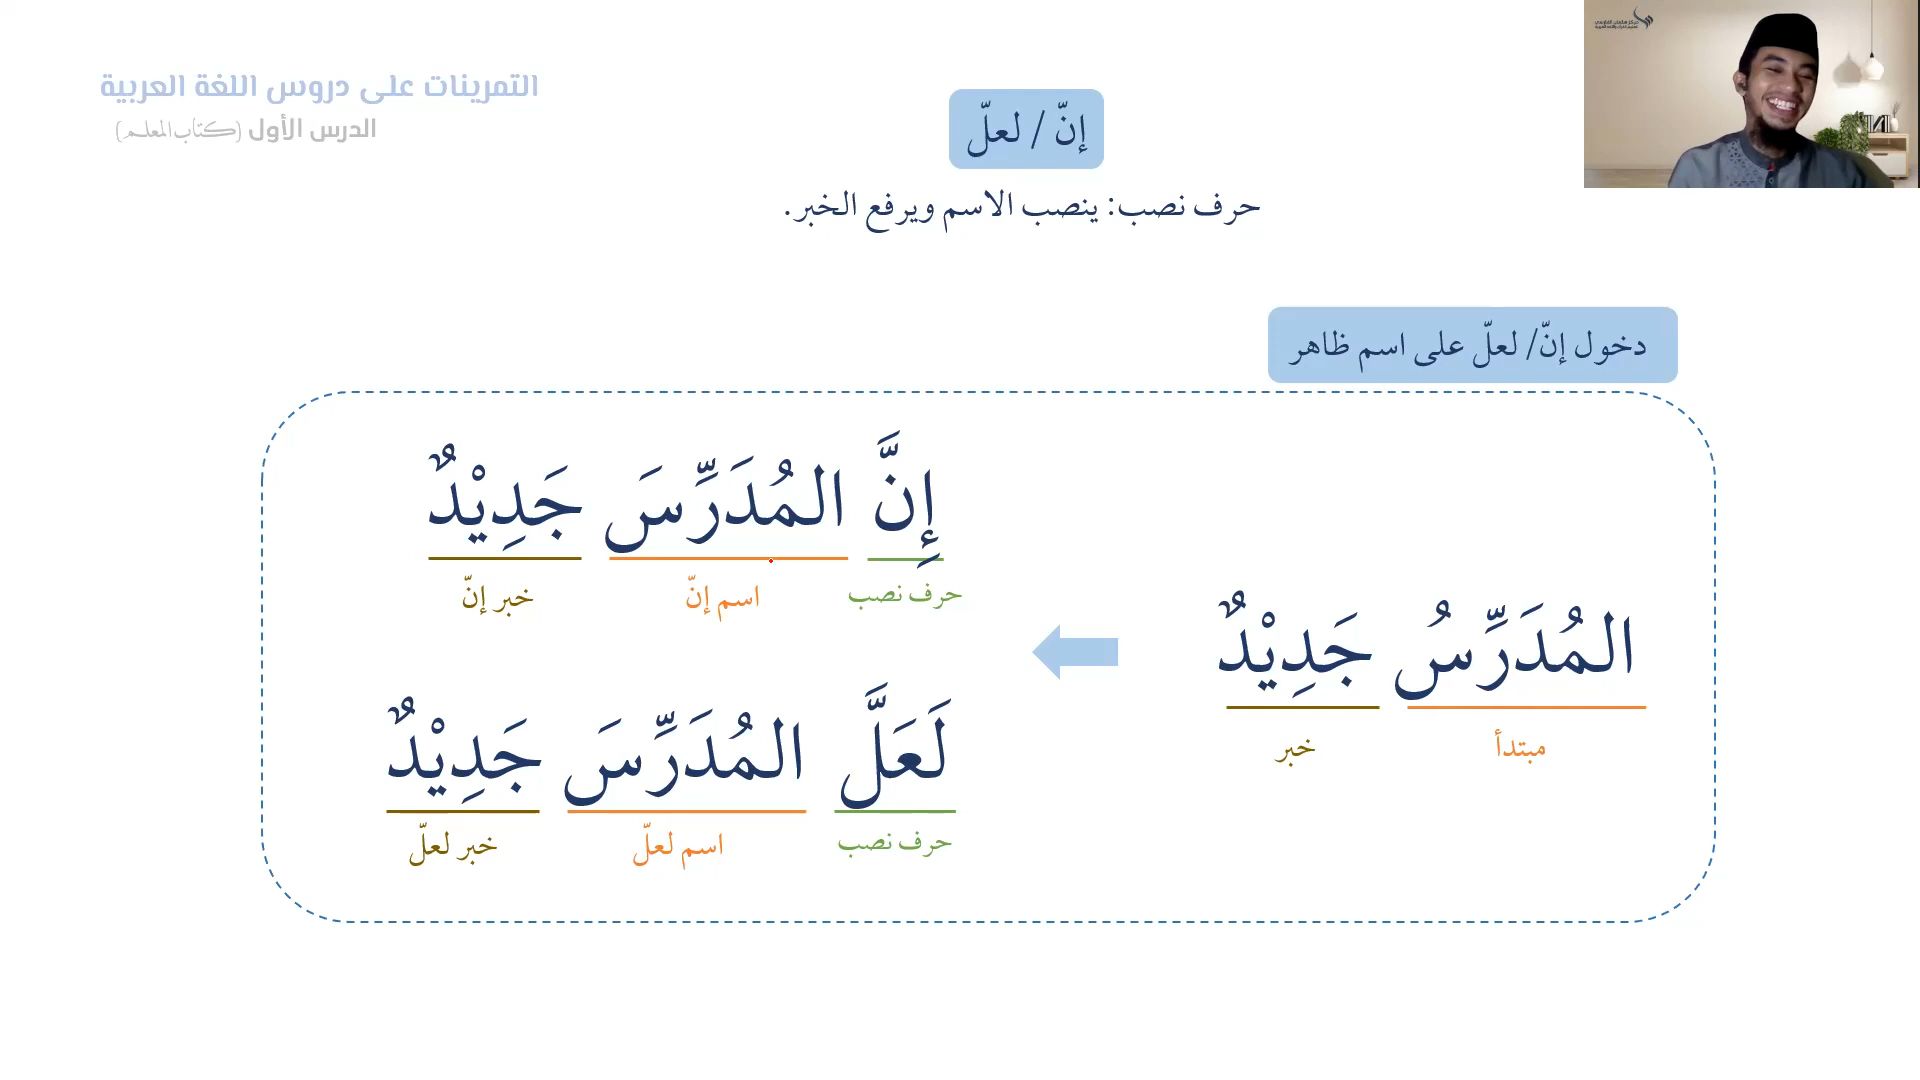 التمرينات على دروس اللغة العربية
الدرس الأول (كتاب المعلم)
إنّ / لعلّ
حرف نصب: ينصب الاسم ويرفع الخبر.
دخول إنّ/ لعلّ على اسم ظاهر
المُدَرِّسُ جَدِيْدٌ
مبتدأ خبر
إِنَّ المُدَرِّسَ جَدِيْدٌ
حرف نصب اسم إنّ خبر إنّ
لَعَلَّ المُدَرِّسَ جَدِيْدٌ
حرف نصب اسم لعلّ خبر لعلّ